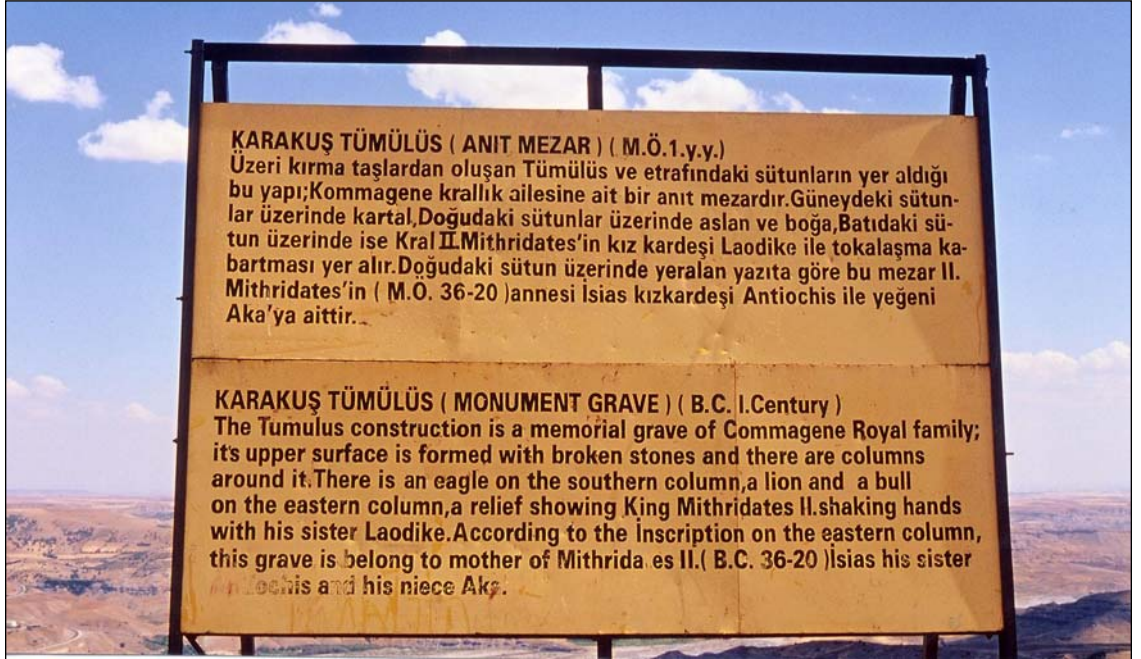 KARAKUŞ TÜMÜLÜS ( ANIT MEZAR ) ( M.Ö.1.y.y.)
Üzeri kırma taşlardan oluşan Tümülüs ve etrafındaki sütunların yer aldığı
bu yapı;Kommagene krallık ailesine ait bir anıt mezardır.Güneydeki sütun-
lar üzerinde kartal,Doğudaki sütunlar üzerinde aslan ve boğa,Batıdaki sü-
tun üzerinde ise Kral II.Mithridates'in kız kardeşi Laodike ile tokalaşma ka-
bartması yer alır.Doğudaki sütun üzerinde yeralan yazıta göre bu mezar II.
Mithridates'in ( M.Ö. 36-20 )annesi İsias kızkardeşi Antiochis ile yeğeni
Aka'ya aittir.
KARAKUŞ TÜMÜLÜS ( MONUMENT GRAVE ) ( B.C. I.Century )
The Tumulus construction is a memorial grave of Commagene Royal family;
it's upper surface is formed with broken stones and there are columns
around it.There is an eagle on the southern column,a lion and a bull
on the eastern column,a relief showing King Mithridates II.shaking hands
with his sister Laodike.According to the İnscription on the eastern column,
this grave is belong to mother of Mithrida es II.( B.C. 36-20 )İsias his sister
and his niece Aka.